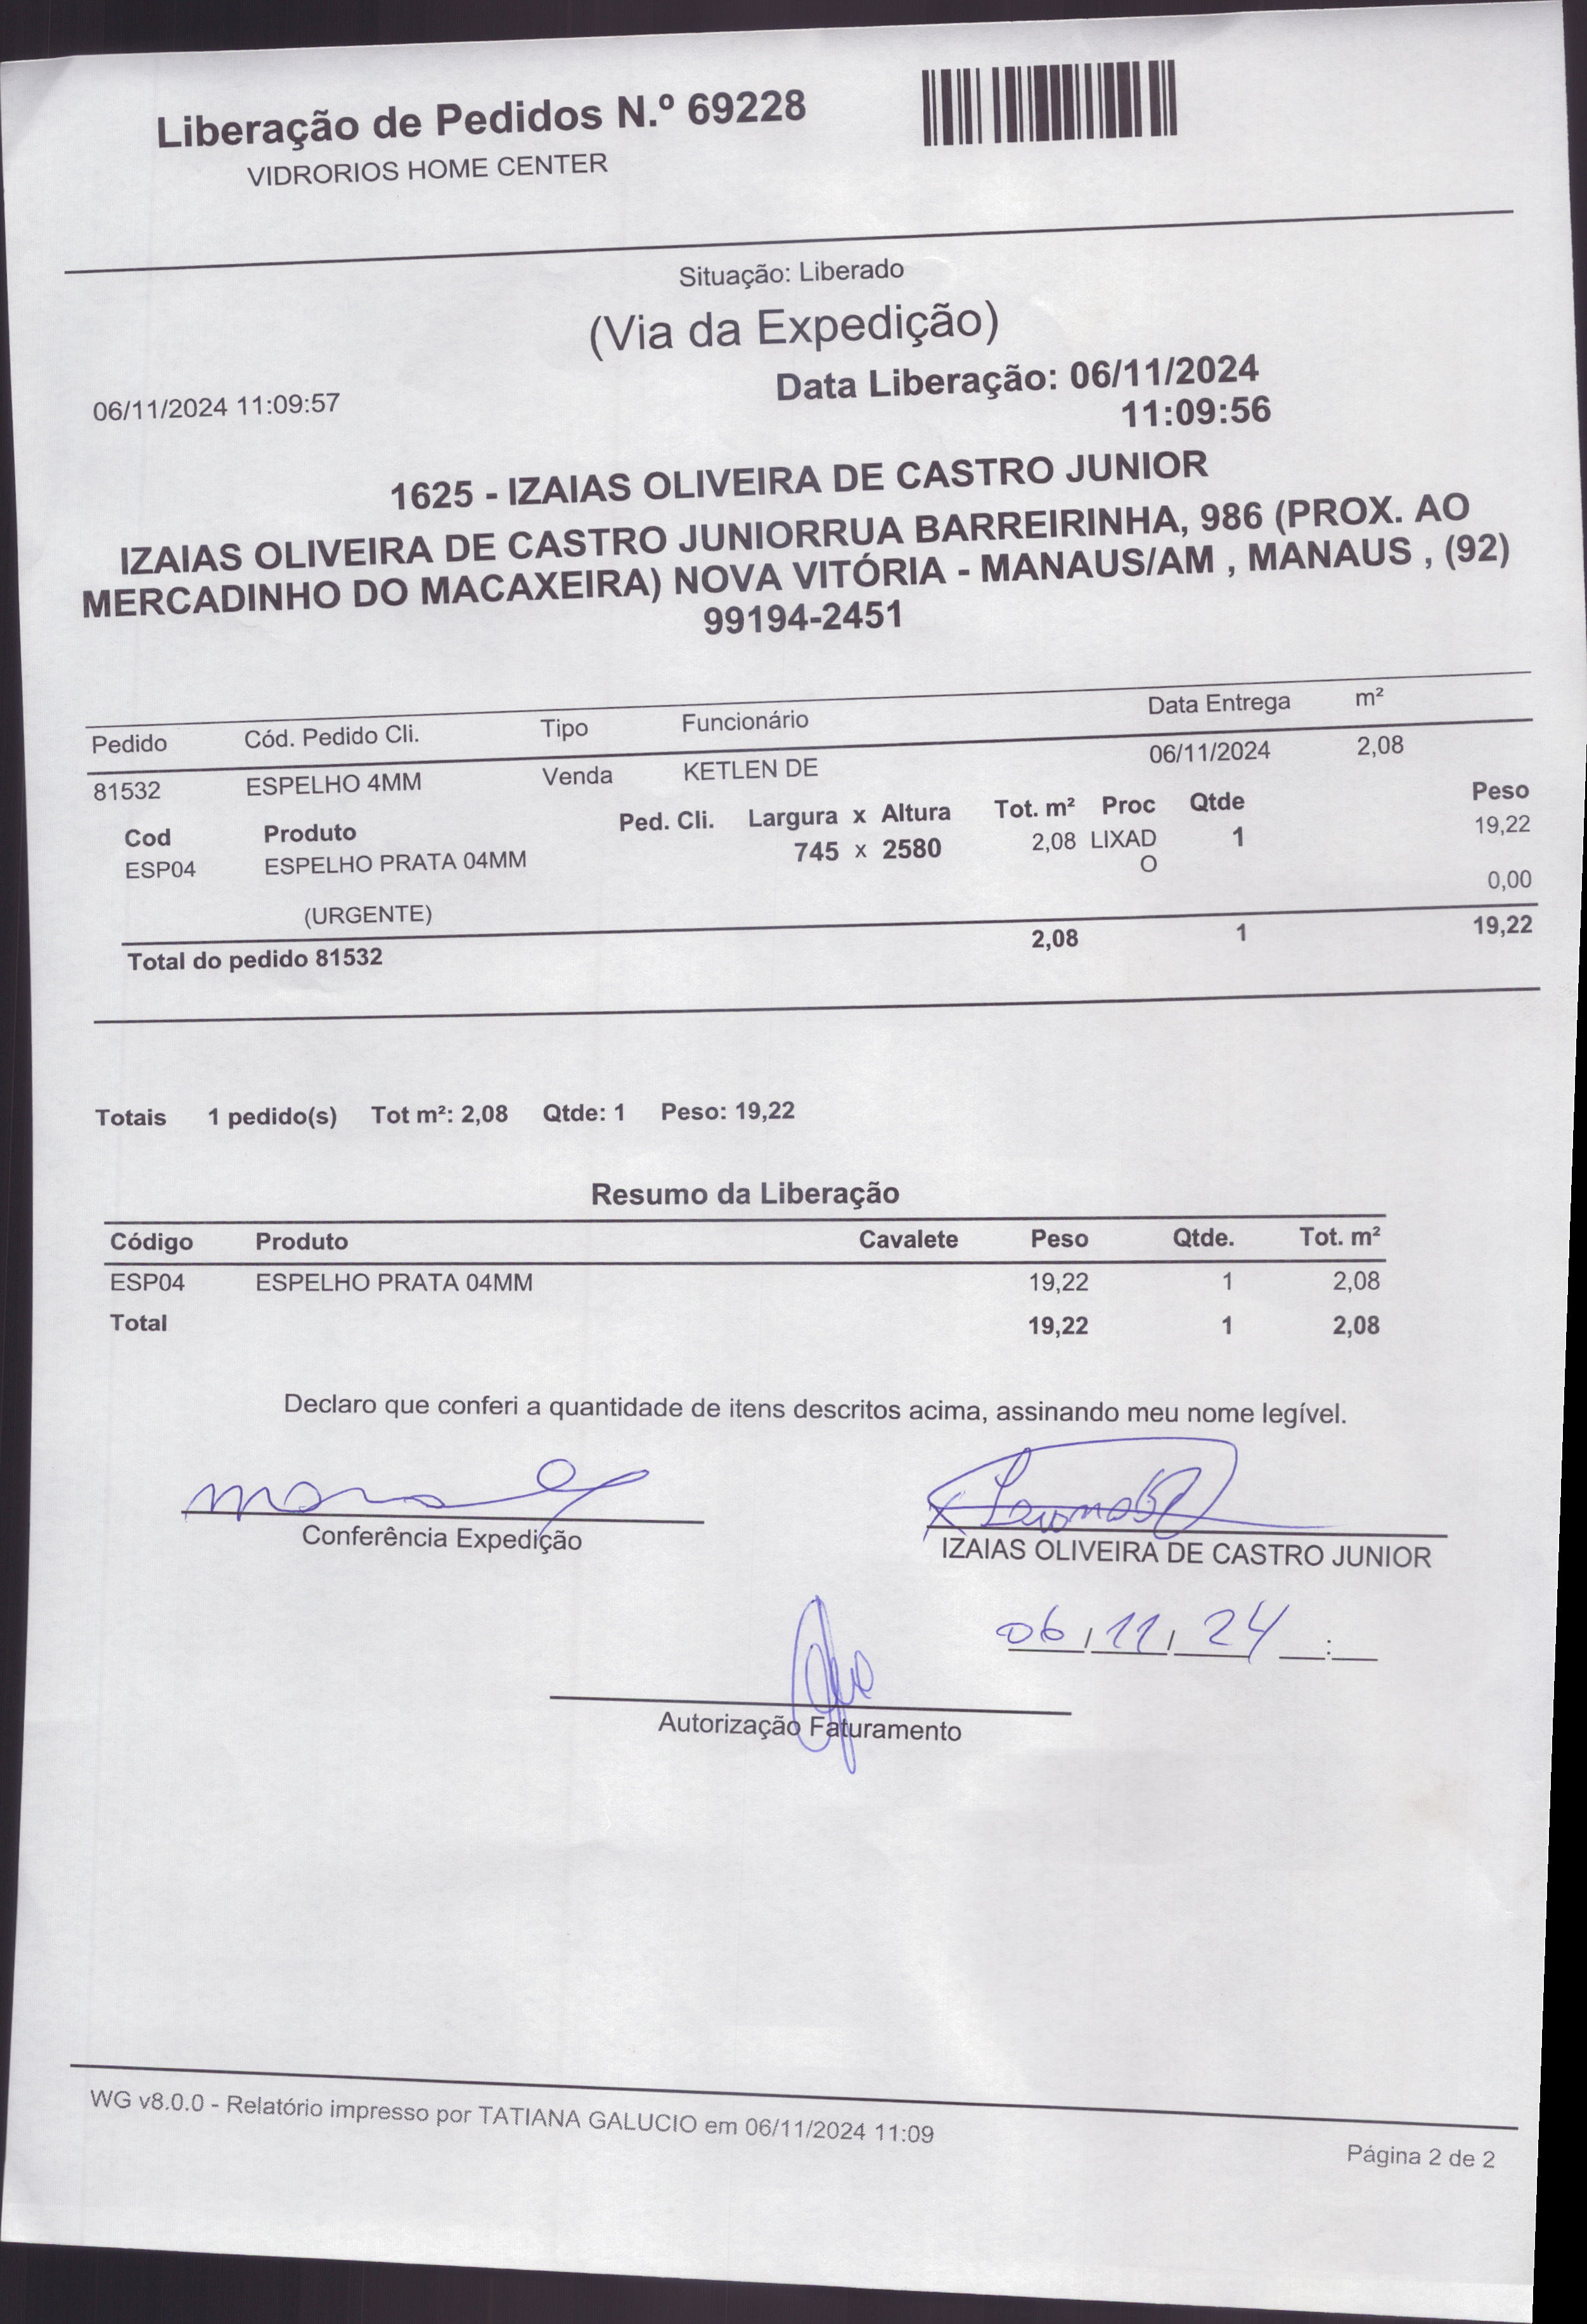 Liberação de Pedidos N.º 69228
VIDRORIOS HOME CENTER
Situação: Liberado
(Via da Expedição)
06/11/2024 11:09:57
Data Liberação: 06/11/2024
11:09:56
1625 - IZAIAS OLIVEIRA DE CASTRO JUNIOR
IZAIAS OLIVEIRA DE CASTRO JUNIORRUA BARREIRINHA, 986 (PROX. AO
MERCADINHO DO MACAXEIRA) NOVA VITÓRIA - MANAUS/AM , MANAUS , (92)
99194-2451
Pedido Cód. Pedido Cli. Tipo Funcionário Data Entrega m²
81532 ESPELHO 4MM Venda KETLEN DE 06/11/2024 2,08
Cod Produto Ped. Cli. Largura x Altura Tot. m² Proc Qtde Peso
ESP04 ESPELHO PRATA 04MM 745 x 2580 2,08 LIXAD 1 19,22
O
(URGENTE) 0,00
Total do pedido 81532 2,08 1 19,22
Totais 1 pedido(s) Tot m²: 2,08 Qtde: 1 Peso: 19,22
Resumo da Liberação
Código Produto Cavalete Peso Qtde. Tot. m²
ESP04 ESPELHO PRATA 04MM 19,22 1 2,08
Total 19,22 1 2,08
Declaro que conferi a quantidade de itens descritos acima, assinando meu nome legível.
Conferência Expedição
IZAIAS OLIVEIRA DE CASTRO JUNIOR
06/11/24 __:__
Autorização Faturamento
WG v8.0.0 - Relatório impresso por TATIANA GALUCIO em 06/11/2024 11:09
Página 2 de 2